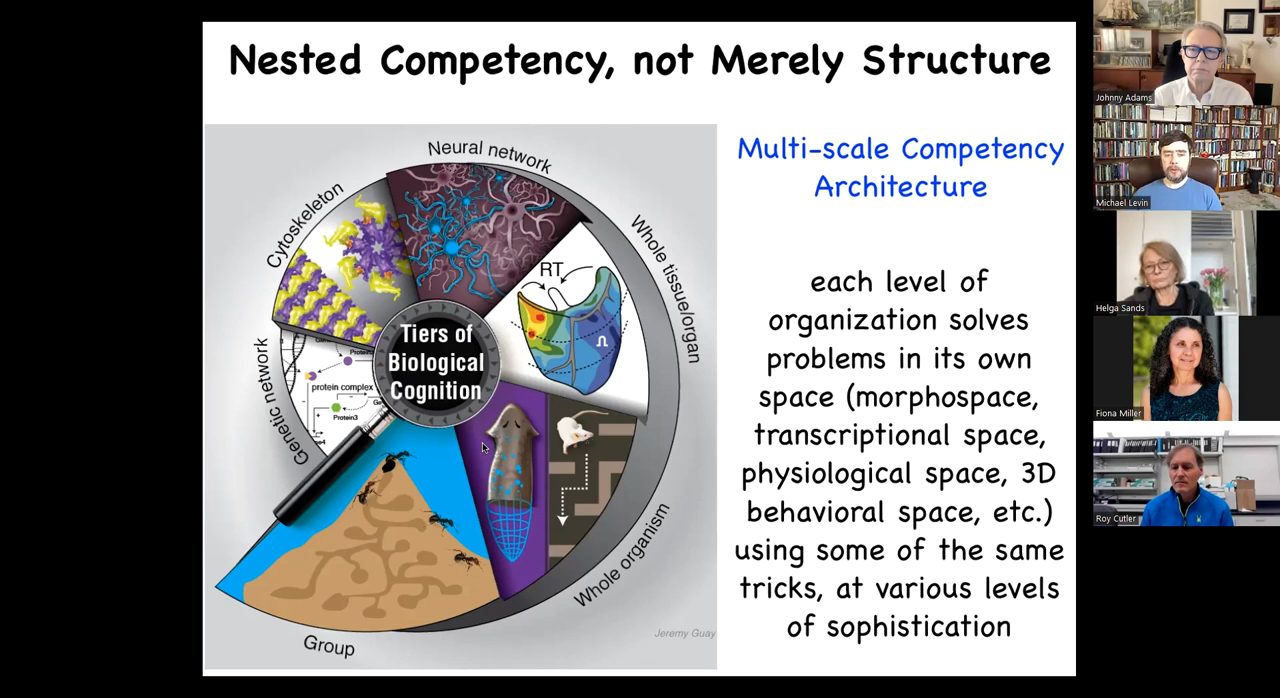 Nested Competency, not Merely Structure
Neural network
Cytoskeleton
Whole tissue/organ
RT
Tiers of
Biological
Cognition
Genetic network
protein complex
Protein3
Whole organism
Group
Jeremy Guay
Multi-scale Competency
Architecture
each level of
organization solves
problems in its own
space (morphospace,
transcriptional space,
physiological space, 3D
behavioral space, etc.)
using some of the same
tricks, at various levels
of sophistication
Johnny Adams
Michael Levin
Helga Sands
Fiona Miller
Roy Cutler